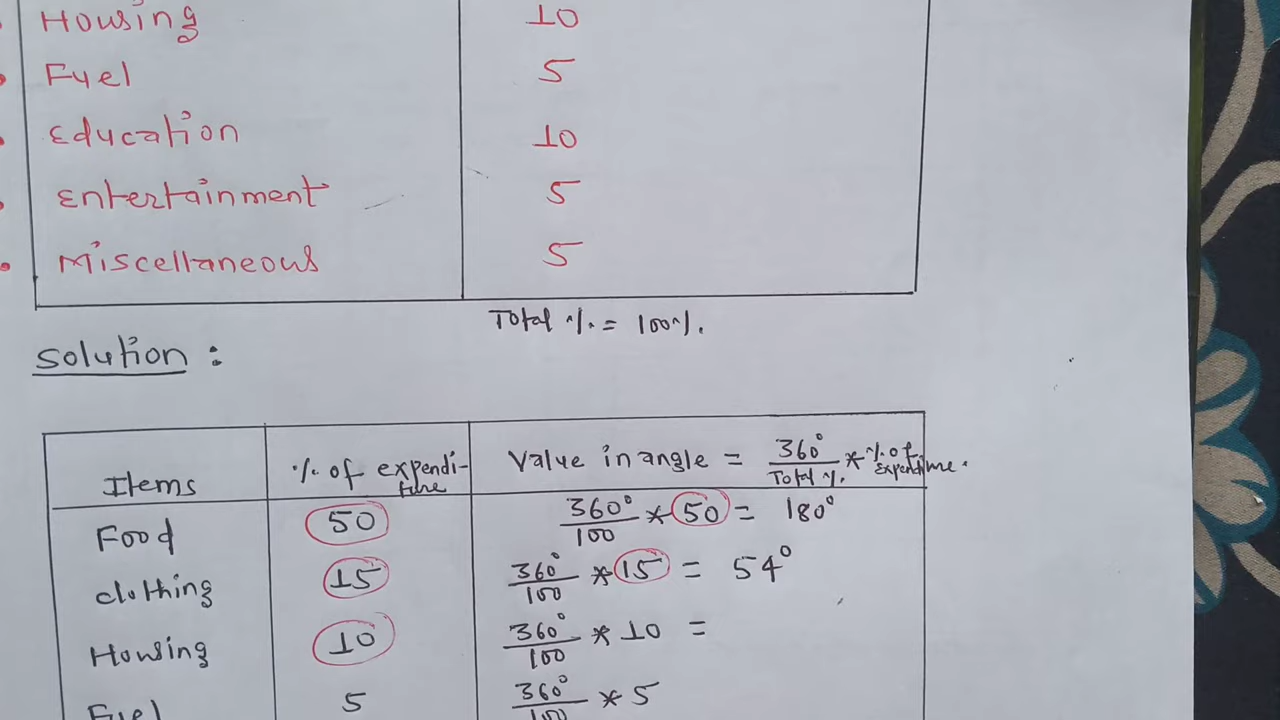 Housing 10
Fuel 5
Education 10
Entertainment 5
Miscellaneous 5
Total % = 100%.
Solution :
Items % of expenditure Value in angle = 360°/Total % * % of Expenditure.
Food 50 360°/100 * 50 = 180°
clothing 15 360°/100 * 15 = 54°
Housing 10 360°/100 * 10 =
Fuel 5 360°/100 * 5